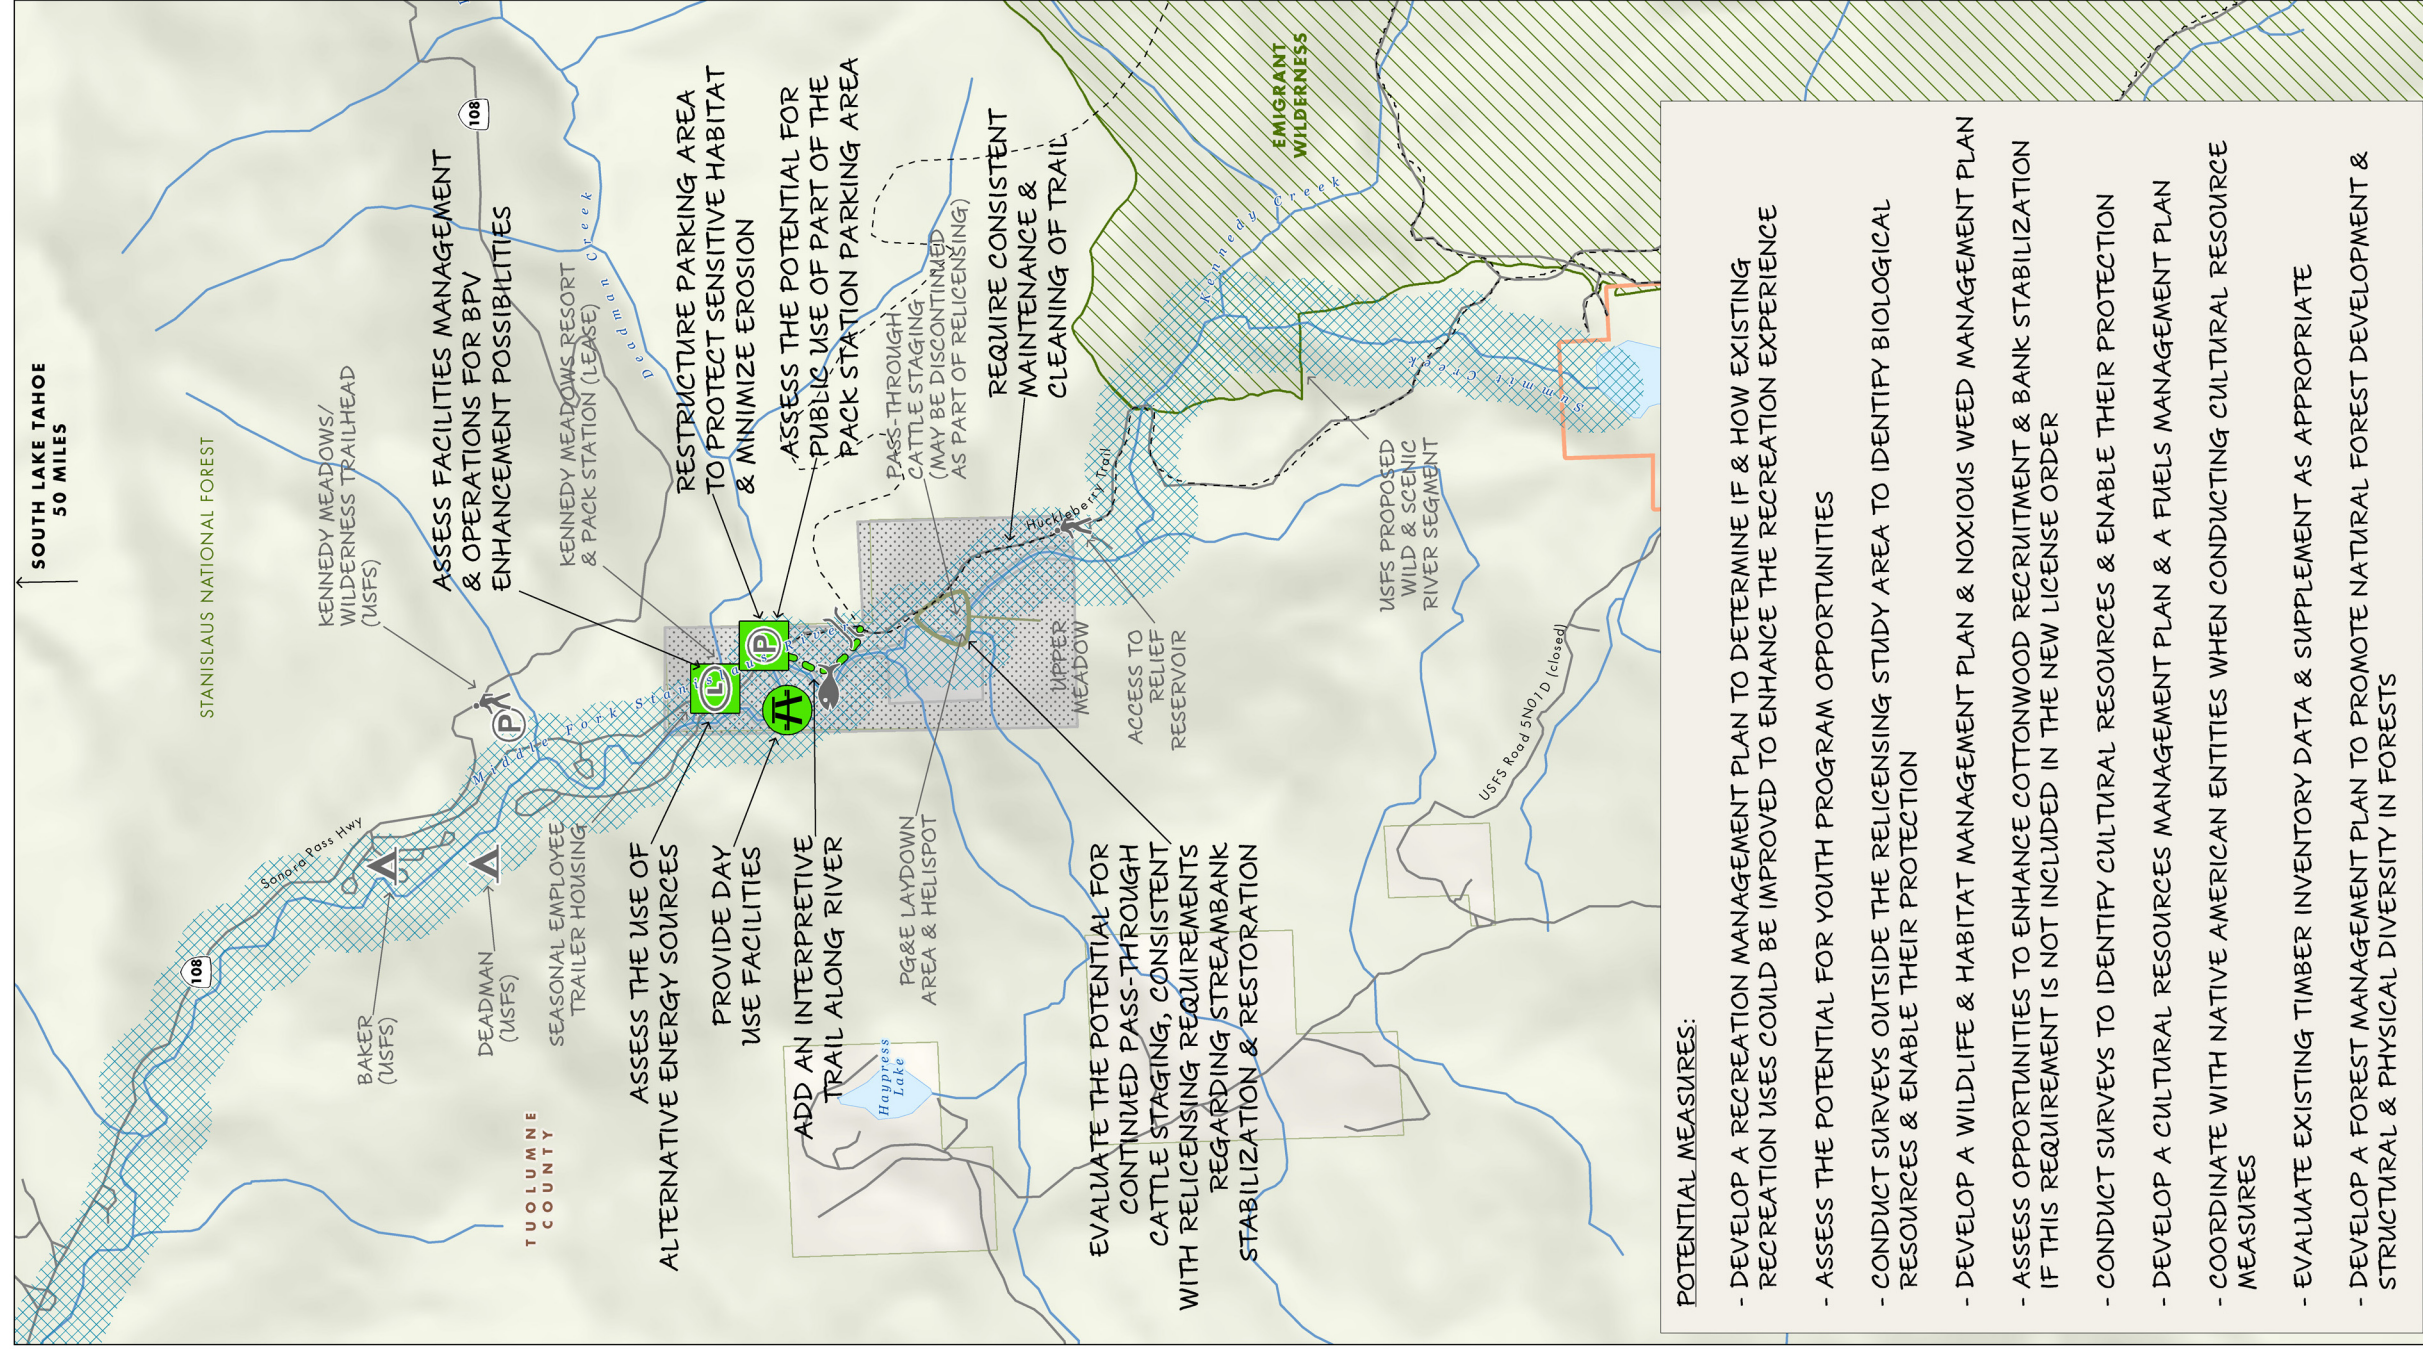 SOUTH LAKE TAHOE
50 MILES
STANISLAUS NATIONAL FOREST
108
KENNEDY MEADOWS/
WILDERNESS TRAILHEAD
(USFS)
ASSESS FACILITIES MANAGEMENT
& OPERATIONS FOR BPV
ENHANCEMENT POSSIBILITIES
KENNEDY MEADOWS RESORT
& PACK STATION (LEASE)
Deadman Creek
RESTRUCTURE PARKING AREA
TO PROTECT SENSITIVE HABITAT
& MINIMIZE EROSION
ASSESS THE POTENTIAL FOR
PUBLIC USE OF PART OF THE
PACK STATION PARKING AREA
PASS-THROUGH
CATTLE STAGING
(MAY BE DISCONTINUED
AS PART OF RELICENSING)
REQUIRE CONSISTENT
MAINTENANCE &
CLEANING OF TRAIL
EMIGRANT
WILDERNESS
Kennedy Creek
Summit Creek
Huckleberry Trail
USFS PROPOSED
WILD & SCENIC
RIVER SEGMENT
Middle Fork Stanislaus River
P
L
P
Sonora Pass Hwy
108
BAKER
(USFS)
DEADMAN
(USFS)
SEASONAL EMPLOYEE
TRAILER HOUSING
TUOLUMNE
COUNTY
ASSESS THE USE OF
ALTERNATIVE ENERGY SOURCES
PROVIDE DAY
USE FACILITIES
ADD AN INTERPRETIVE
TRAIL ALONG RIVER
Haypress
Lake
PG&E LAYDOWN
AREA & HELISPOT
UPPER
MEADOW
ACCESS TO
RELIEF
RESERVOIR
EVALUATE THE POTENTIAL FOR
CONTINUED PASS-THROUGH
CATTLE STAGING, CONSISTENT
WITH RELICENSING REQUIREMENTS
REGARDING STREAMBANK
STABILIZATION & RESTORATION
USFS Road 5N01D (closed)
POTENTIAL MEASURES:
- DEVELOP A RECREATION MANAGEMENT PLAN TO DETERMINE IF & HOW EXISTING
RECREATION USES COULD BE IMPROVED TO ENHANCE THE RECREATION EXPERIENCE
- ASSESS THE POTENTIAL FOR YOUTH PROGRAM OPPORTUNITIES
- CONDUCT SURVEYS OUTSIDE THE RELICENSING STUDY AREA TO IDENTIFY BIOLOGICAL
RESOURCES & ENABLE THEIR PROTECTION
- DEVELOP A WILDLIFE & HABITAT MANAGEMENT PLAN & NOXIOUS WEED MANAGEMENT PLAN
- ASSESS OPPORTUNITIES TO ENHANCE COTTONWOOD RECRUITMENT & BANK STABILIZATION
IF THIS REQUIREMENT IS NOT INCLUDED IN THE NEW LICENSE ORDER
- CONDUCT SURVEYS TO IDENTIFY CULTURAL RESOURCES & ENABLE THEIR PROTECTION
- DEVELOP A CULTURAL RESOURCES MANAGEMENT PLAN & A FUELS MANAGEMENT PLAN
- COORDINATE WITH NATIVE AMERICAN ENTITIES WHEN CONDUCTING CULTURAL RESOURCE
MEASURES
- EVALUATE EXISTING TIMBER INVENTORY DATA & SUPPLEMENT AS APPROPRIATE
- DEVELOP A FOREST MANAGEMENT PLAN TO PROMOTE NATURAL FOREST DEVELOPMENT &
STRUCTURAL & PHYSICAL DIVERSITY IN FORESTS